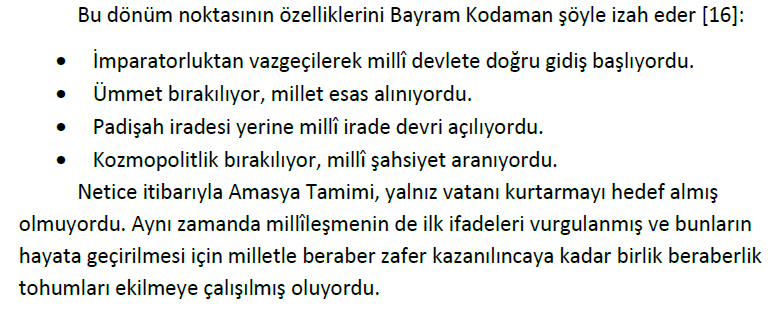 Bu dönüm noktasının özelliklerini Bayram Kodaman şöyle izah eder [16]:
• İmparatorluktan vazgeçilerek millî devlete doğru gidiş başlıyordu.
• Ümmet bırakılıyor, millet esas alınıyordu.
• Padişah iradesi yerine millî irade devri açılıyordu.
• Kozmopolitlik bırakılıyor, millî şahsiyet aranıyordu.
Netice itibarıyla Amasya Tamimi, yalnız vatanı kurtarmayı hedef almış
olmuyordu. Aynı zamanda millîleşmenin de ilk ifadeleri vurgulanmış ve bunların
hayata geçirilmesi için milletle beraber zafer kazanılıncaya kadar birlik beraberlik
tohumları ekilmeye çalışılmış oluyordu.